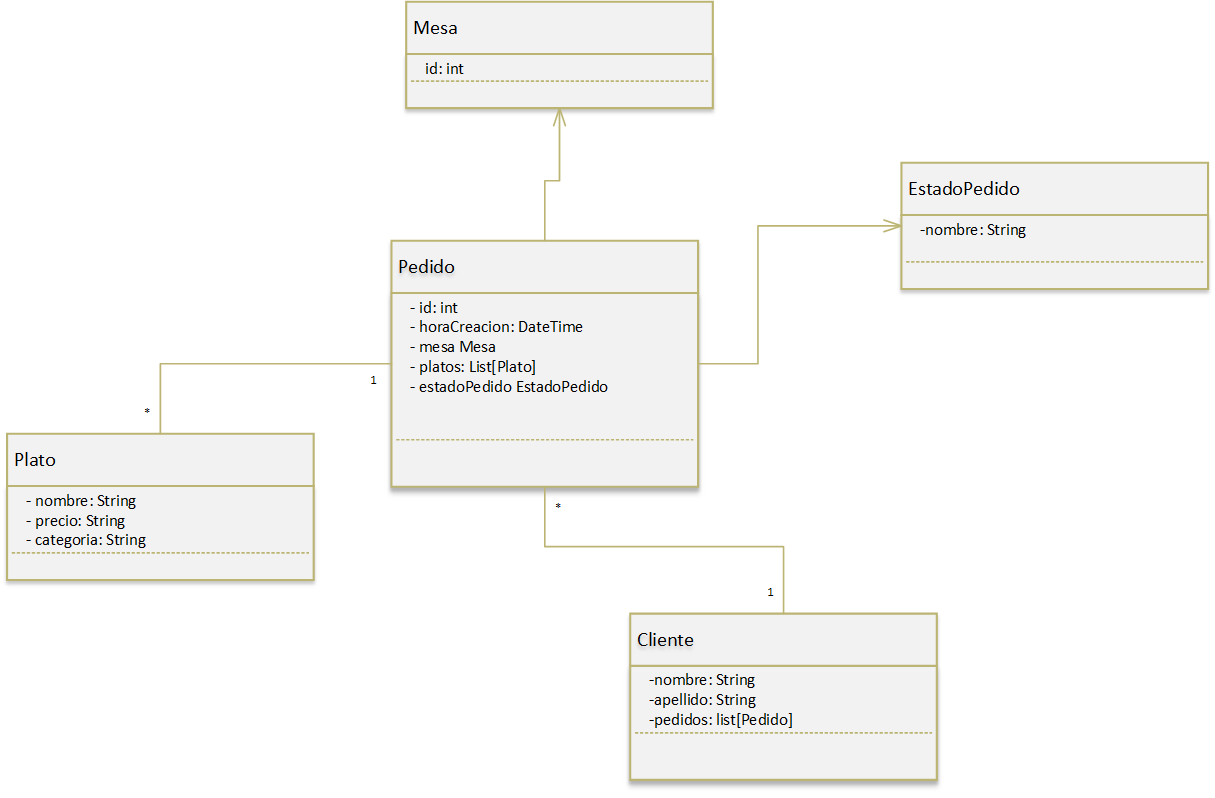 Mesa
id: int
EstadoPedido
-nombre: String
Pedido
- id: int
- horaCreacion: DateTime
- mesa Mesa
- platos: List[Plato]
- estadoPedido EstadoPedido
1
*
Plato
- nombre: String
- precio: String
- categoria: String
*
1
Cliente
-nombre: String
-apellido: String
-pedidos: list[Pedido]